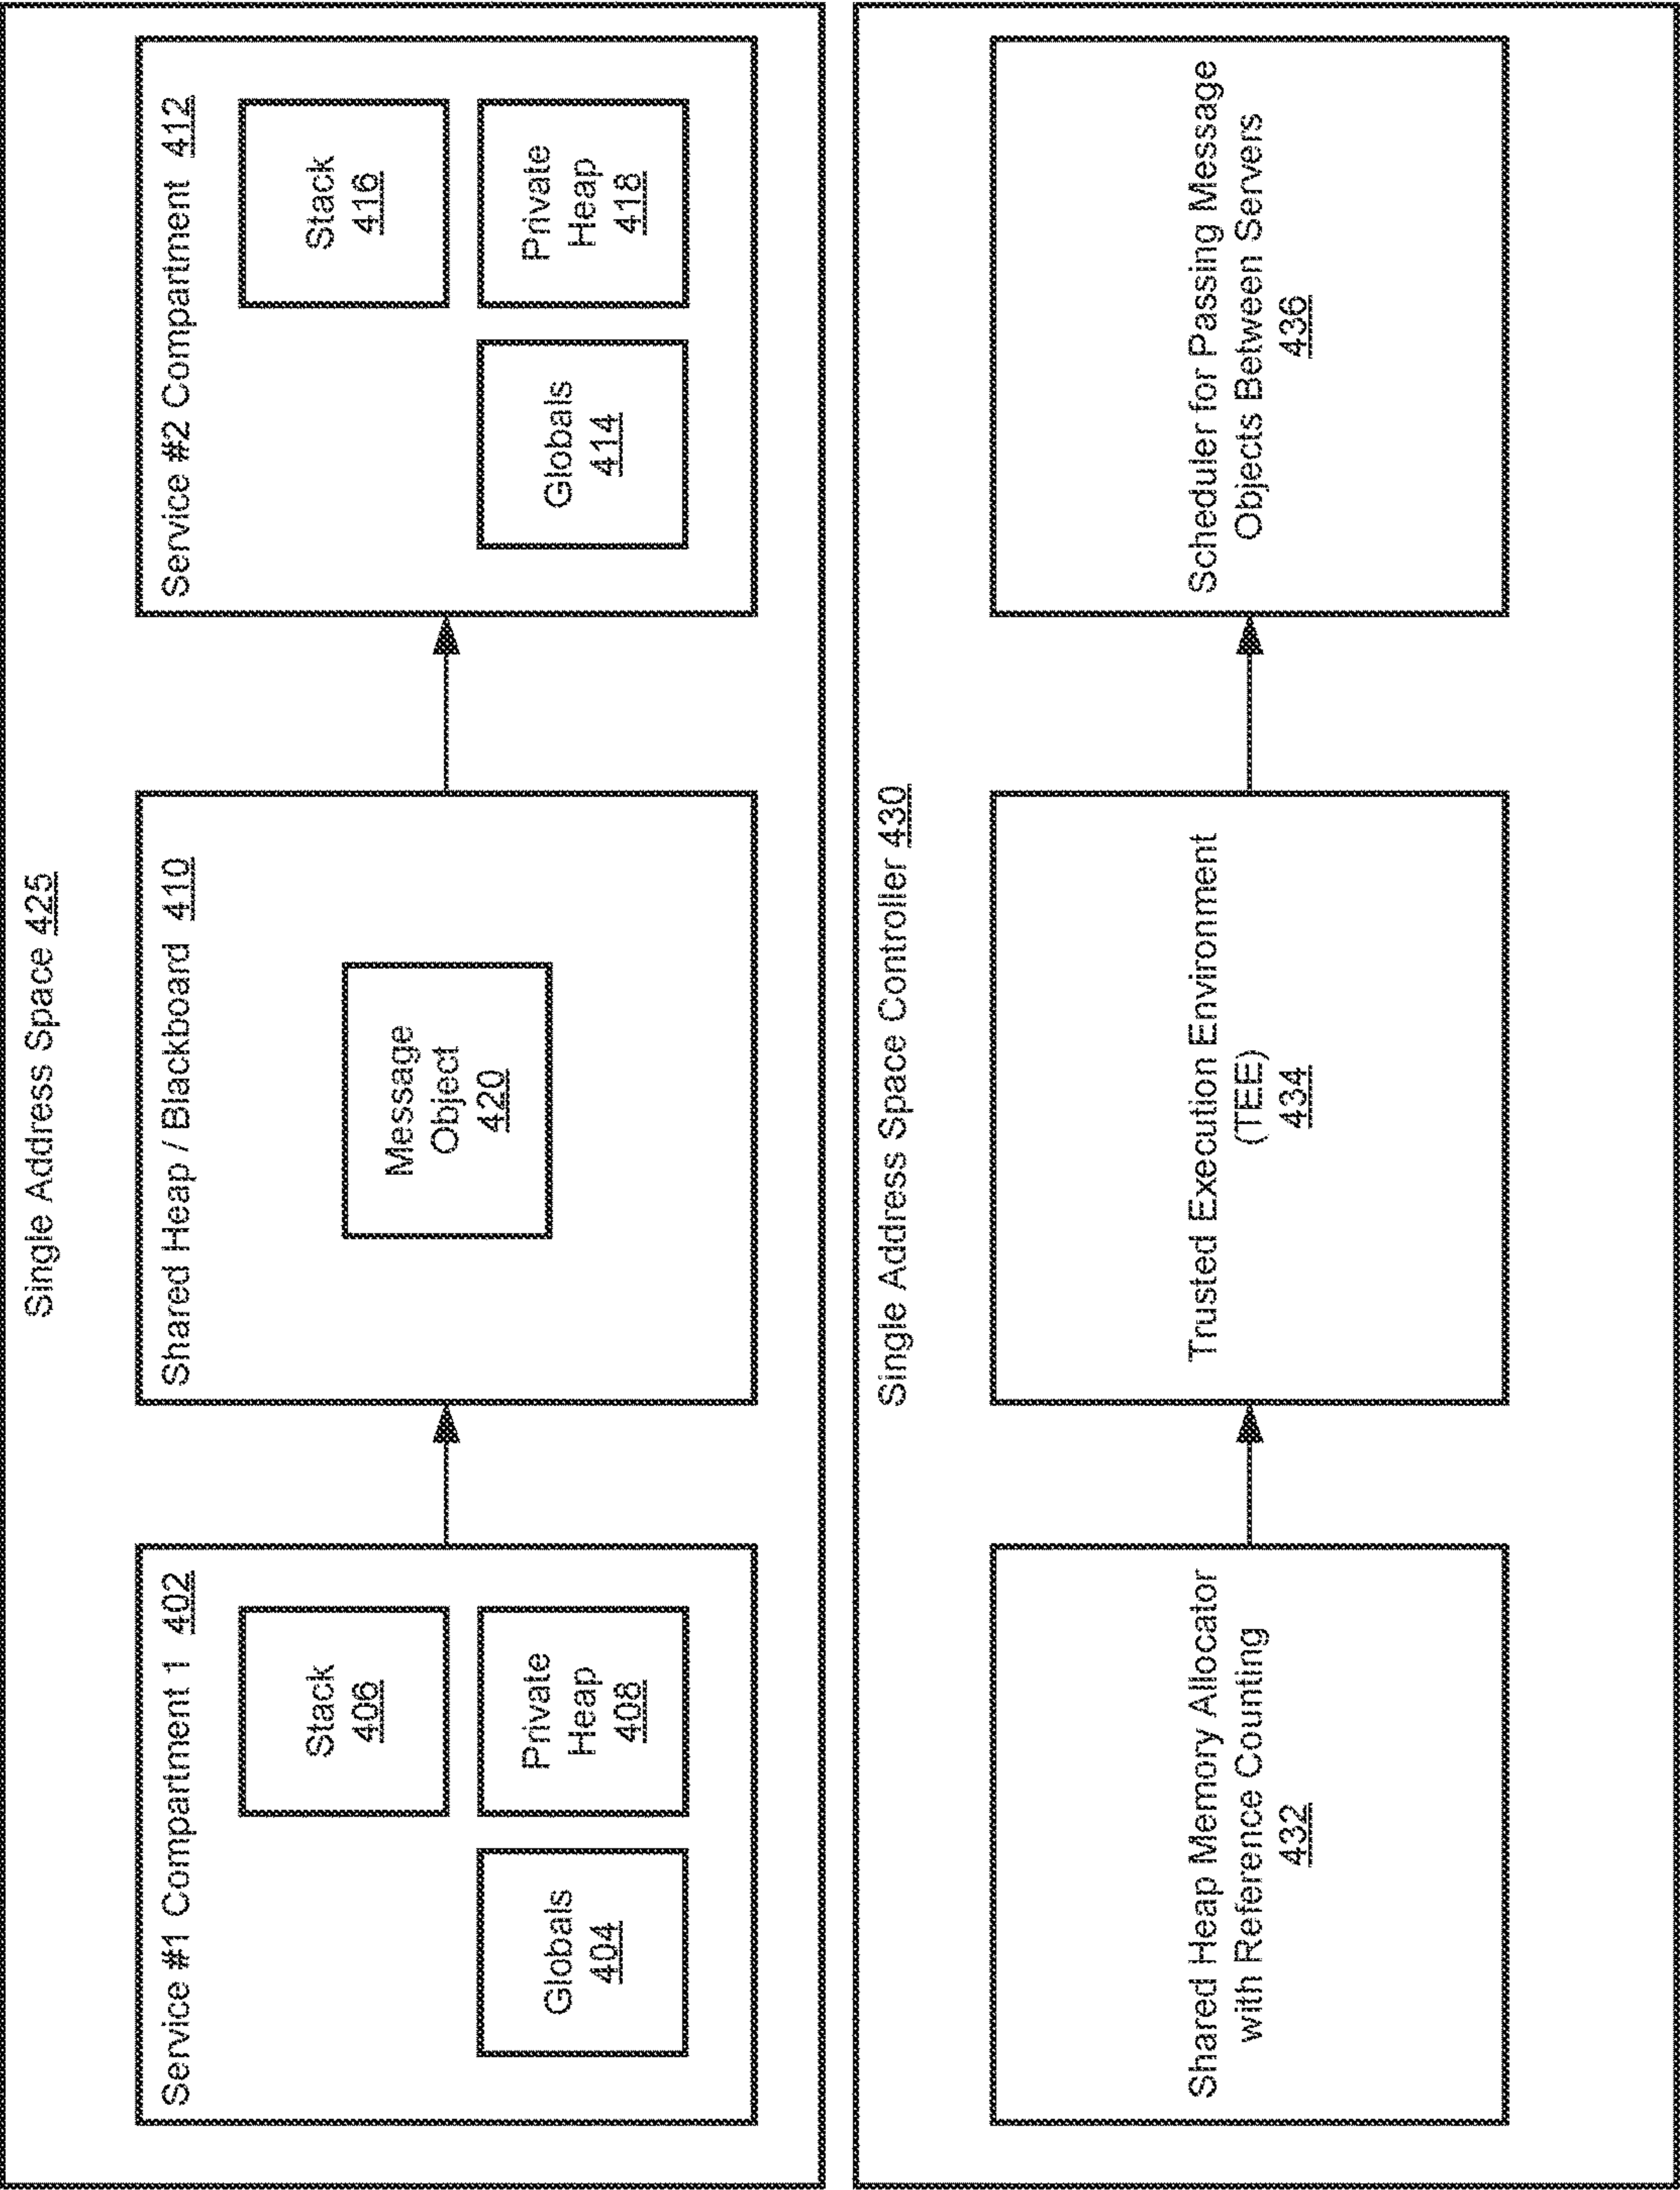 Single Address Space 425
Service #1 Compartment 1 402
Stack
406
Globals
404
Private
Heap
408
Shared Heap / Blackboard 410
Message
Object
420
Service #2 Compartment 412
Stack
416
Globals
414
Private
Heap
418
Single Address Space Controller 430
Shared Heap Memory Allocator
with Reference Counting
432
Trusted Execution Environment
(TEE)
434
Scheduler for Passing Message
Objects Between Servers
436